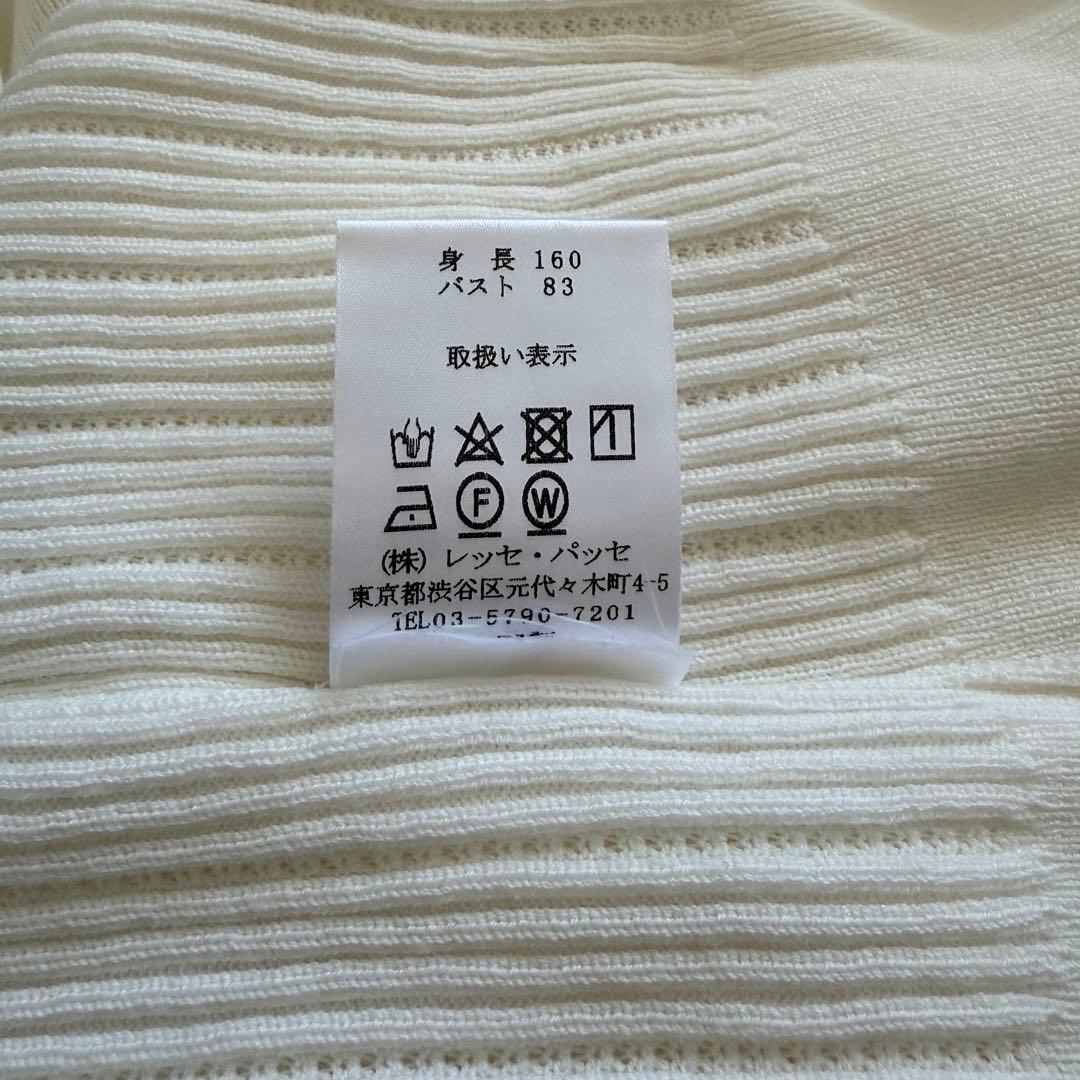 身長 160
バスト 83
取扱い表示
F W
(株)レッセ・パッセ
東京都渋谷区元代々木町4-5
TEL03-5790-7201